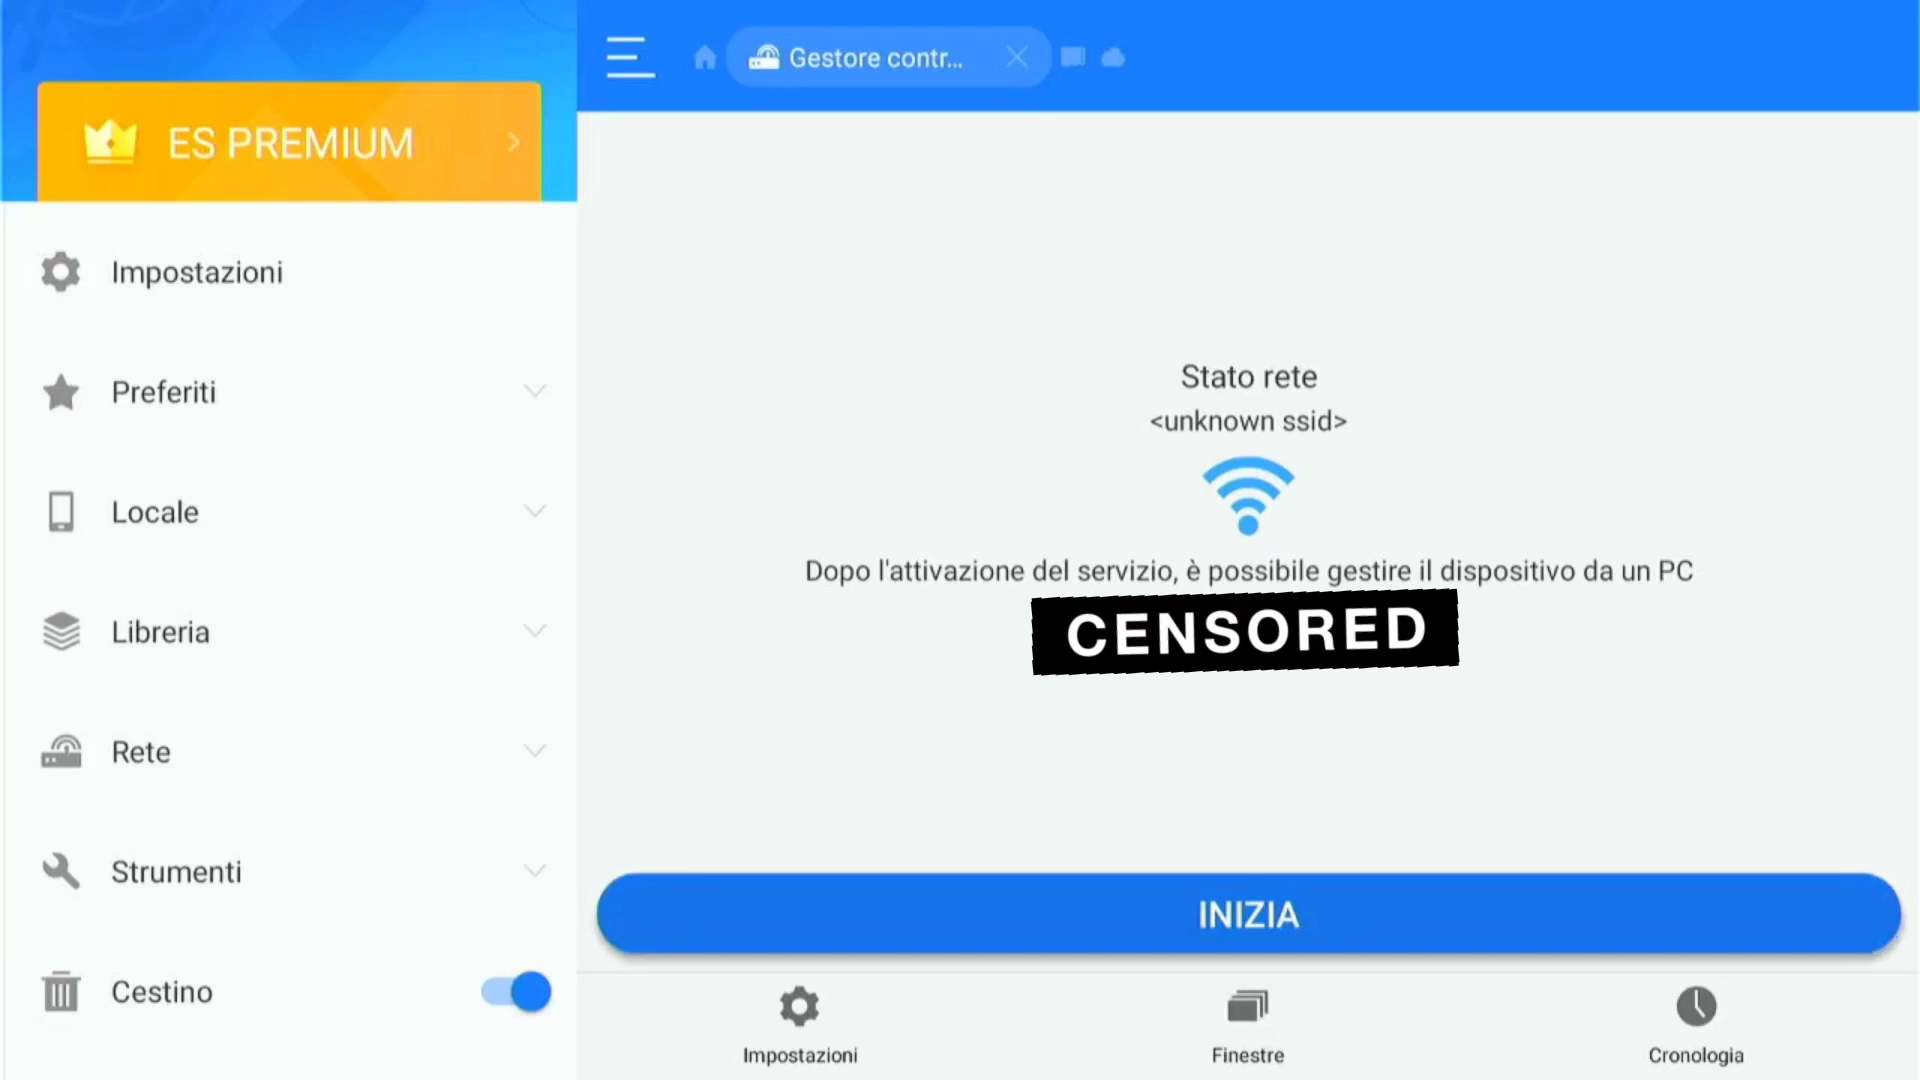 ES PREMIUM
Impostazioni
Preferiti
Locale
Libreria
Rete
Strumenti
Cestino
Gestore contr...
Stato rete
<unknown ssid>
Dopo l'attivazione del servizio, è possibile gestire il dispositivo da un PC
CENSORED
INIZIA
Impostazioni
Finestre
Cronologia